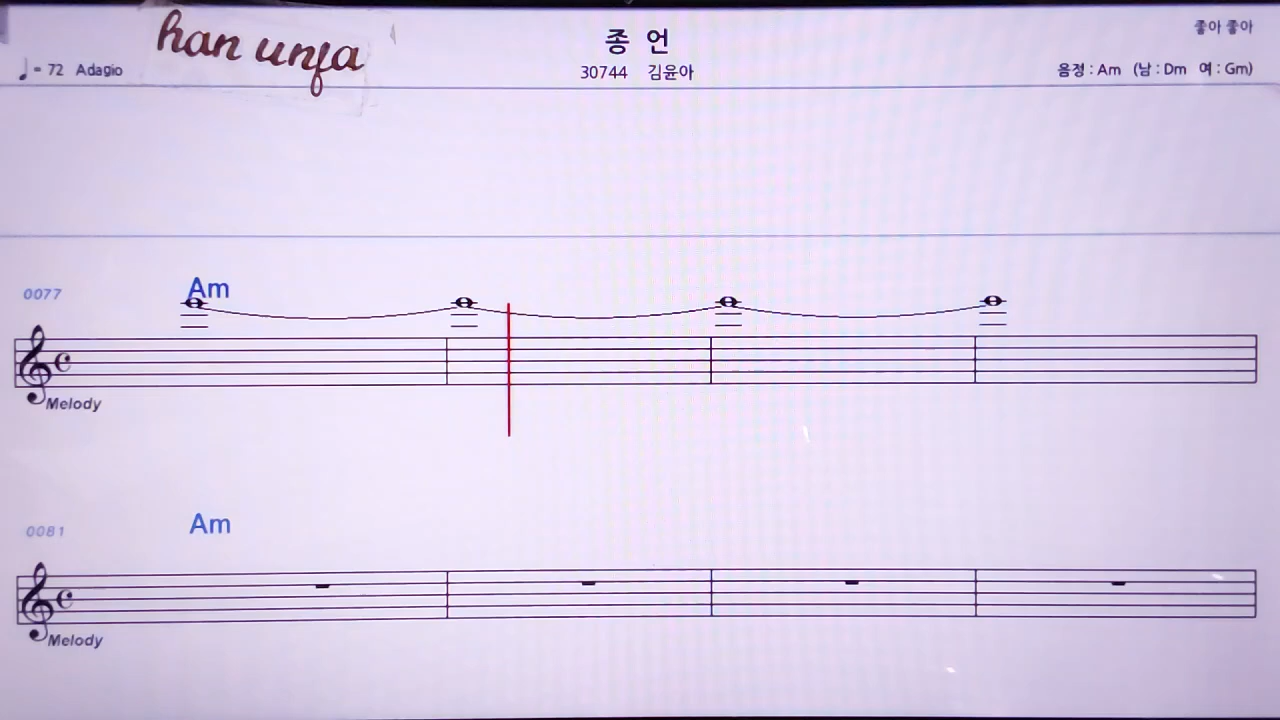 han unfa
종 언
좋아 좋아
♩= 72 Adagio
30744 김윤아
음정 : Am (남 : Dm 여 : Gm)
0077
Am
Melody
0081
Am
Melody